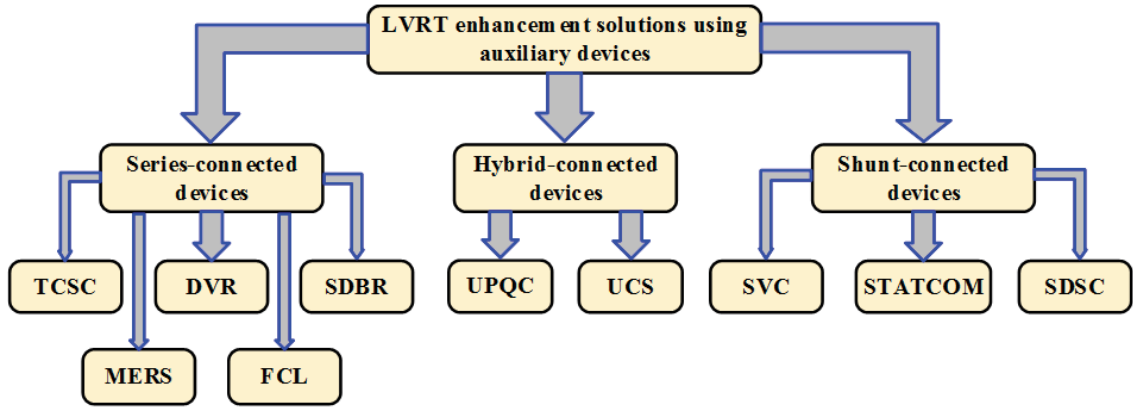 LVRT enhancement solutions using
auxiliary devices
Series-connected
devices
Hybrid-connected
devices
Shunt-connected
devices
TCSC
DVR
SDBR
UPQC
UCS
SVC
STATCOM
SDSC
MERS
FCL